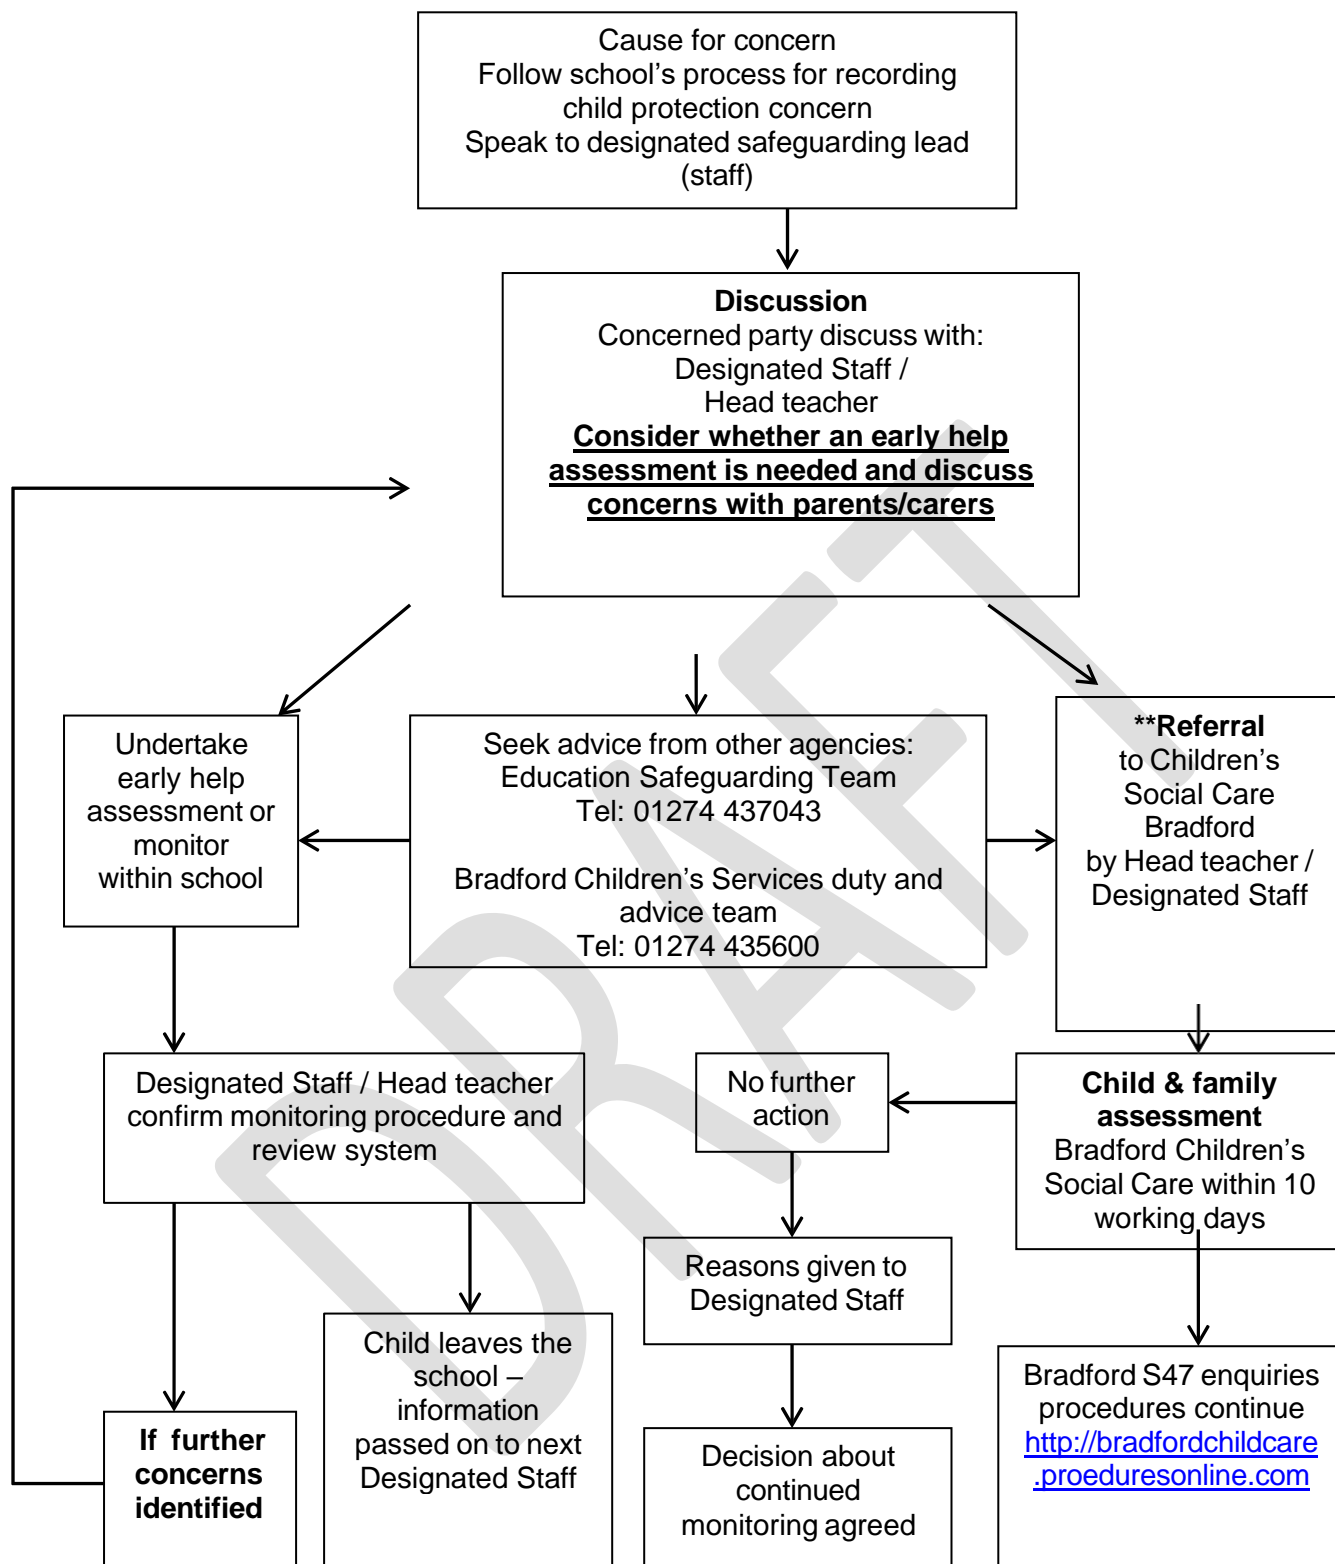 Cause for concern
Follow school's process for recording
child protection concern
Speak to designated safeguarding lead
(staff)
Discussion
Concerned party discuss with:
Designated Staff /
Head teacher
Consider whether an early help
assessment is needed and discuss
concerns with parents/carers
Undertake
early help
assessment or
monitor
within school
Seek advice from other agencies:
Education Safeguarding Team
Tel: 01274 437043
Bradford Children's Services duty and
advice team
Tel: 01274 435600
**Referral
to Children's
Social Care
Bradford
by Head teacher /
Designated Staff
Designated Staff / Head teacher
confirm monitoring procedure and
review system
No further
action
Child & family
assessment
Bradford Children's
Social Care within 10
working days
Reasons given to
Designated Staff
If further
concerns
identified
Child leaves the
school –
information
passed on to next
Designated Staff
Decision about
continued
monitoring agreed
Bradford S47 enquiries
procedures continue
http://bradfordchildcare
.proeduresonline.com
DRAFT